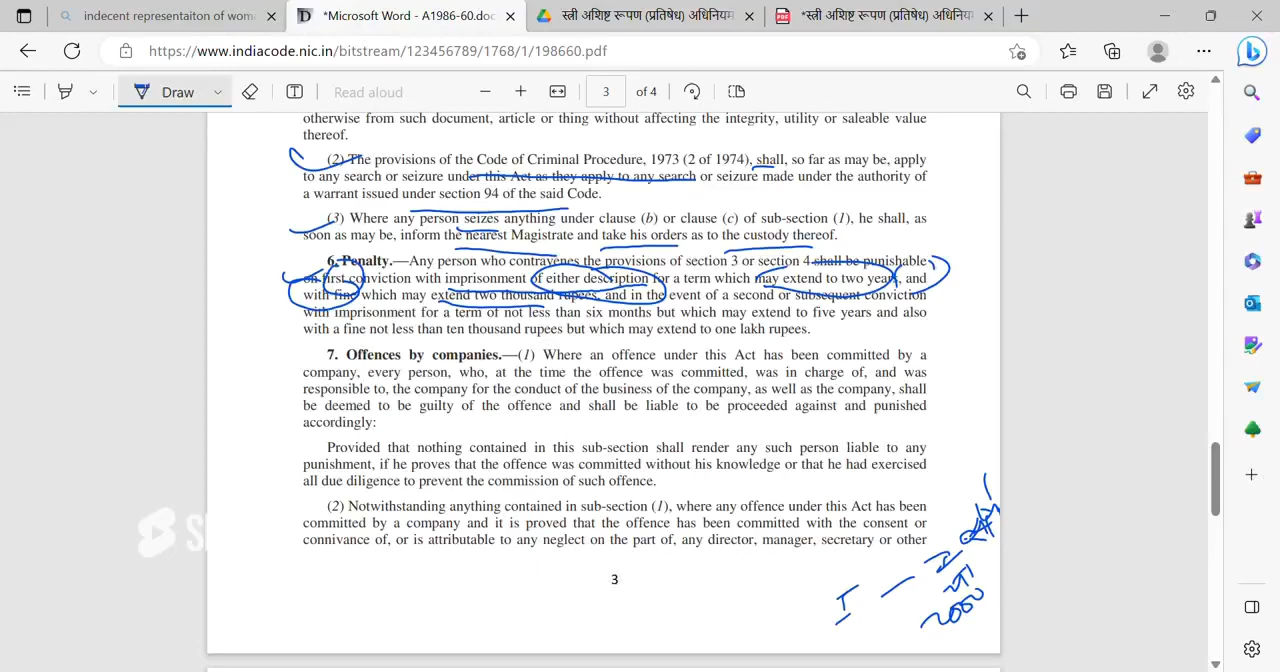 indecent representaiton of wom
*Microsoft Word - A1986-60.doc
स्त्री अशिष्ट रूपण (प्रतिषेध) अधिनियम
*स्त्री अशिष्ट रूपण (प्रतिषेध) अधिनियम
https://www.indiacode.nic.in/bitstream/123456789/1768/1/198660.pdf
Draw
Read aloud
3 of 4
otherwise from such document, article or thing without affecting the integrity, utility or saleable value
thereof.
(2) The provisions of the Code of Criminal Procedure, 1973 (2 of 1974), shall, so far as may be, apply
to any search or seizure under this Act as they apply to any search or seizure made under the authority of
a warrant issued under section 94 of the said Code.
(3) Where any person seizes anything under clause (b) or clause (c) of sub-section (1), he shall, as
soon as may be, inform the nearest Magistrate and take his orders as to the custody thereof.
6. Penalty.—Any person who contravenes the provisions of section 3 or section 4 shall be punishable
on first conviction with imprisonment of either description for a term which may extend to two years, and
with fine which may extend two thousand rupees, and in the event of a second or subsequent conviction
with imprisonment for a term of not less than six months but which may extend to five years and also
with a fine not less than ten thousand rupees but which may extend to one lakh rupees.
7. Offences by companies.—(1) Where an offence under this Act has been committed by a
company, every person, who, at the time the offence was committed, was in charge of, and was
responsible to, the company for the conduct of the business of the company, as well as the company, shall
be deemed to be guilty of the offence and shall be liable to be proceeded against and punished
accordingly:
Provided that nothing contained in this sub-section shall render any such person liable to any
punishment, if he proves that the offence was committed without his knowledge or that he had exercised
all due diligence to prevent the commission of such offence.
(2) Notwithstanding anything contained in sub-section (1), where any offence under this Act has been
committed by a company and it is proved that the offence has been committed with the consent or
connivance of, or is attributable to any neglect on the part of, any director, manager, secretary or other
3
I —
2000